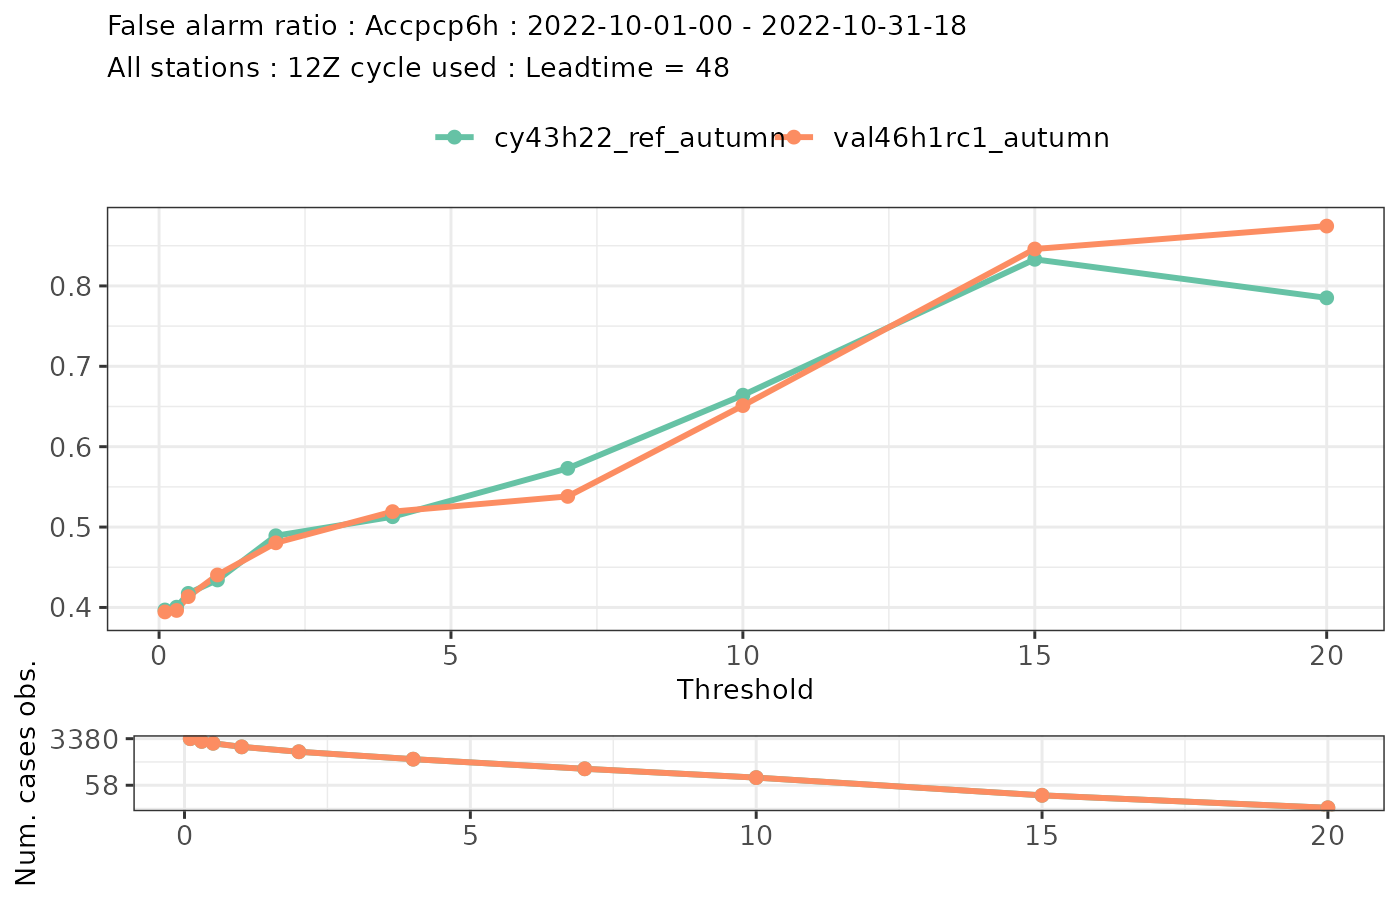 False alarm ratio : Accpcp6h : 2022-10-01-00 - 2022-10-31-18
All stations : 12Z cycle used : Leadtime = 48
cy43h22_ref_autumn val46h1rc1_autumn
0.8
0.7
0.6
0.5
0.4
0 5 10 15 20
Threshold
Num. cases obs.
3380
58
0 5 10 15 20